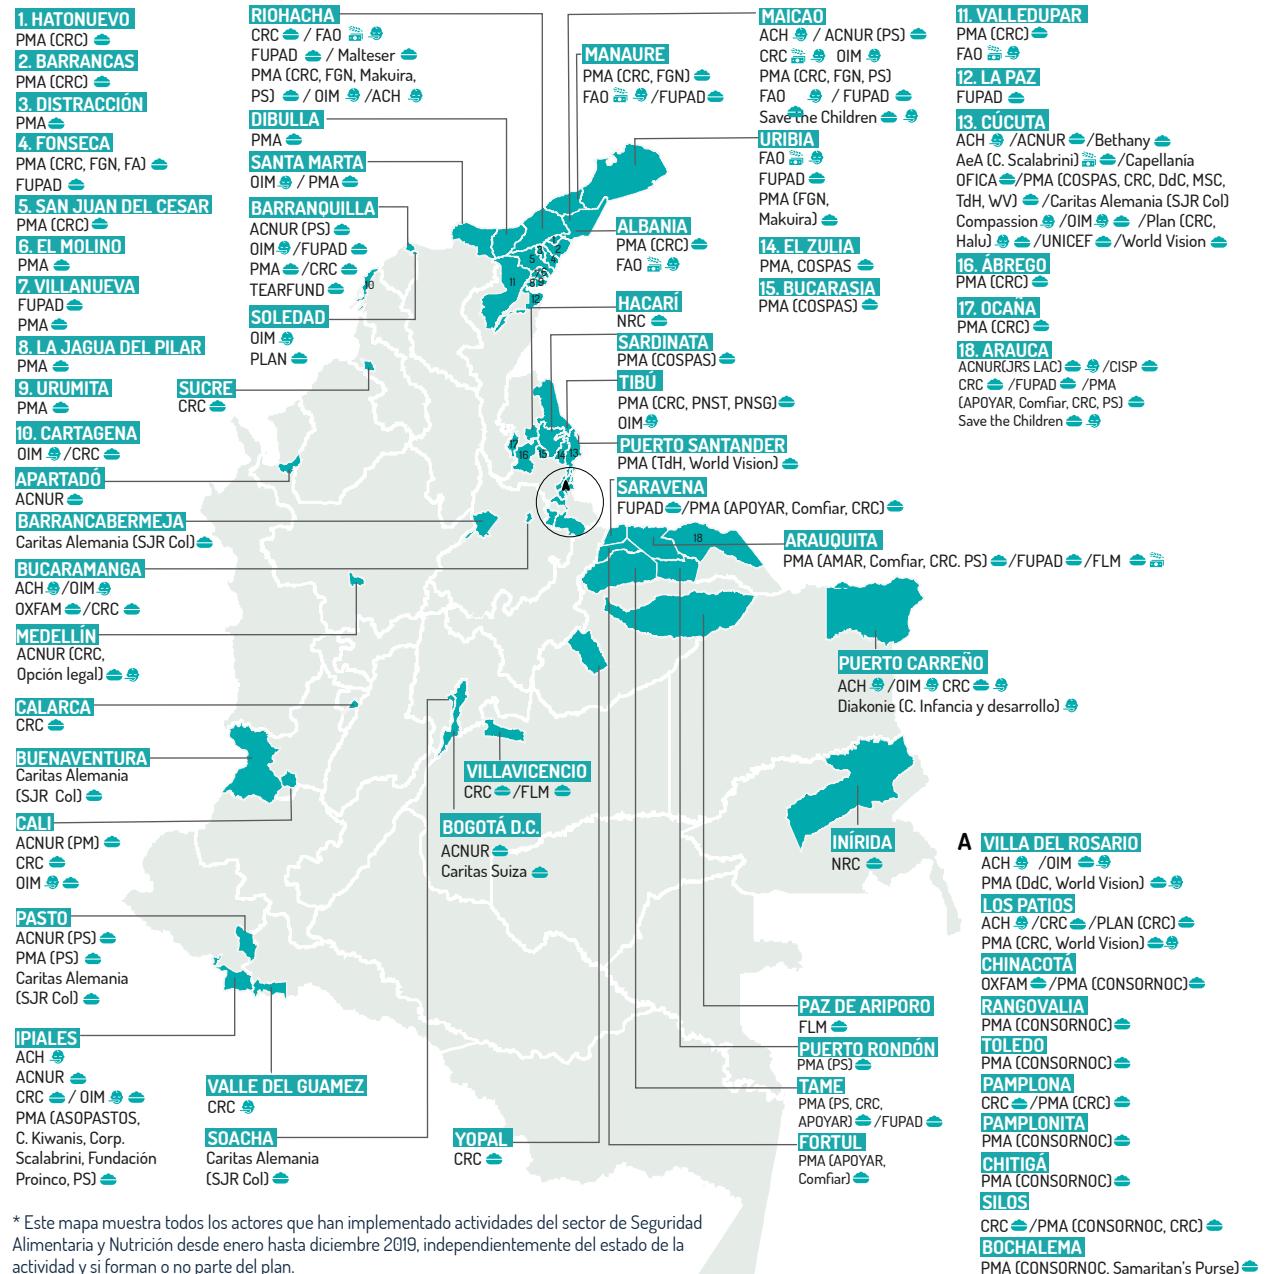 1. HATONUEVO
PMA (CRC)
2. BARRANCAS
PMA (CRC)
3. DISTRACCIÓN
PMA
4. FONSECA
PMA (CRC, FGN, FA)
FUPAD
5. SAN JUAN DEL CESAR
PMA (CRC)
6. EL MOLINO
PMA
7. VILLANUEVA
FUPAD
PMA
8. LA JAGUA DEL PILAR
PMA
9. URUMITA
PMA
10. CARTAGENA
OIM /CRC
APARTADÓ
ACNUR
BARRANCABERMEJA
Caritas Alemania (SJR Col)
BUCARAMANGA
ACH /OIM
OXFAM /CRC
MEDELLÍN
ACNUR (CRC,
Opción legal)
CALARCA
CRC
BUENAVENTURA
Caritas Alemania
(SJR Col)
CALI
ACNUR (PM)
CRC
OIM
PASTO
ACNUR (PS)
PMA (PS)
Caritas Alemania
(SJR Col)
IPIALES
ACH
ACNUR
CRC / OIM
PMA (ASOPASTOS,
C. Kiwanis, Corp.
Scalabrini, Fundación
Proinco, PS)
SUCRE
CRC
RIOHACHA
CRC / FAO
FUPAD / Malteser
PMA (CRC, FGN, Makuira,
PS) / OIM /ACH
DIBULLA
PMA
SANTA MARTA
OIM / PMA
BARRANQUILLA
ACNUR (PS)
OIM /FUPAD
PMA /CRC
TEARFUND
SOLEDAD
OIM
PLAN
MANAURE
PMA (CRC, FGN)
FAO /FUPAD
MAICAO
ACH / ACNUR (PS)
CRC OIM
PMA (CRC, FGN, PS)
FAO / FUPAD
Save the Children
URIBIA
FAO
FUPAD
PMA (FGN,
Makuira)
ALBANIA
PMA (CRC)
FAO
HACARÍ
NRC
SARDINATA
PMA (COSPAS)
TIBÚ
PMA (CRC, PNST, PNSG)
OIM
PUERTO SANTANDER
PMA (TdH, World Vision)
SARAVENA
FUPAD /PMA (APOYAR, Comfiar, CRC)
ARAUQUITA
PMA (AMAR, Comfiar, CRC. PS) /FUPAD /FLM
14. EL ZULIA
PMA, COSPAS
15. BUCARASIA
PMA (COSPAS)
11. VALLEDUPAR
PMA (CRC)
FAO
12. LA PAZ
FUPAD
13. CÚCUTA
ACH /ACNUR /Bethany
AeA (C. Scalabrini) /Capellanía
OFICA /PMA (COSPAS, CRC, DdC, MSC,
TdH, WV) /Caritas Alemania (SJR Col)
Compassion /OIM /Plan (CRC,
Halu) /UNICEF /World Vision
16. ÁBREGO
PMA (CRC)
17. OCAÑA
PMA (CRC)
18. ARAUCA
ACNUR(JRS LAC) /CISP
CRC /FUPAD /PMA
(APOYAR, Comfiar, CRC, PS)
Save the Children
PUERTO CARREÑO
ACH /OIM CRC
Diakonie (C. Infancia y desarrollo)
INÍRIDA
NRC
VILLAVICENCIO
CRC /FLM
BOGOTÁ D.C.
ACNUR
Caritas Suiza
VALLE DEL GUAMEZ
CRC
SOACHA
Caritas Alemania
(SJR Col)
YOPAL
CRC
PAZ DE ARIPORO
FLM
PUERTO RONDÓN
PMA (PS)
TAME
PMA (PS, CRC,
APOYAR) /FUPAD
FORTUL
PMA (APOYAR,
Comfiar)
A VILLA DEL ROSARIO
ACH /OIM
PMA (DdC, World Vision)
LOS PATIOS
ACH /CRC /PLAN (CRC)
PMA (CRC, World Vision)
CHINACOTÁ
OXFAM /PMA (CONSORNOC)
RANGOVALIA
PMA (CONSORNOC)
TOLEDO
PMA (CONSORNOC)
PAMPLONA
CRC /PMA (CRC)
PAMPLONITA
PMA (CONSORNOC)
CHITIGÁ
PMA (CONSORNOC)
SILOS
CRC /PMA (CONSORNOC, CRC)
BOCHALEMA
PMA (CONSORNOC, Samaritan's Purse)
10
11
12
5
17
16
15
14
13
A
18
* Este mapa muestra todos los actores que han implementado actividades del sector de Seguridad
Alimentaria y Nutrición desde enero hasta diciembre 2019, independientemente del estado de la
actividad y si forman o no parte del plan.